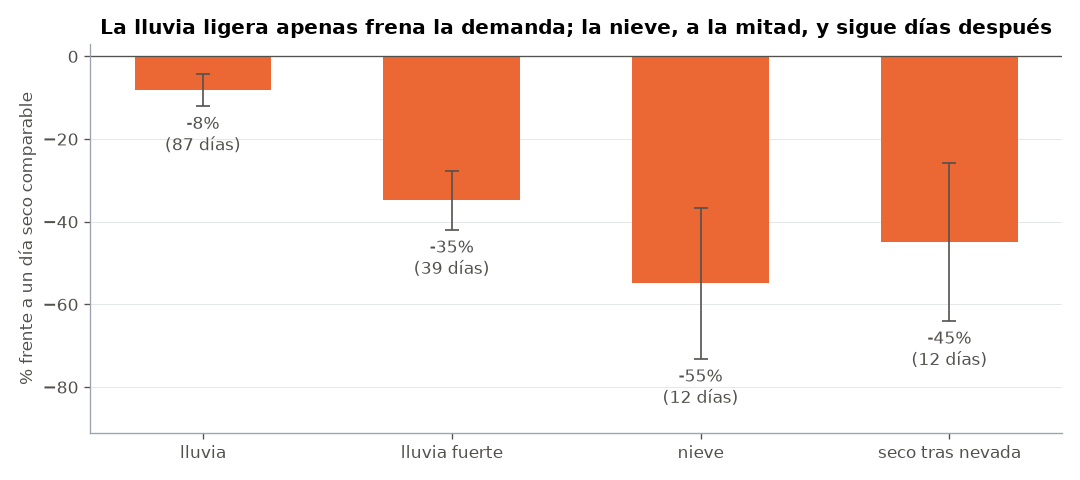 La lluvia ligera apenas frena la demanda; la nieve, a la mitad, y sigue días después
% frente a un día seco comparable
0
−20
−40
−60
−80
-8%
(87 días)
-35%
(39 días)
-55%
(12 días)
-45%
(12 días)
lluvia
lluvia fuerte
nieve
seco tras nevada